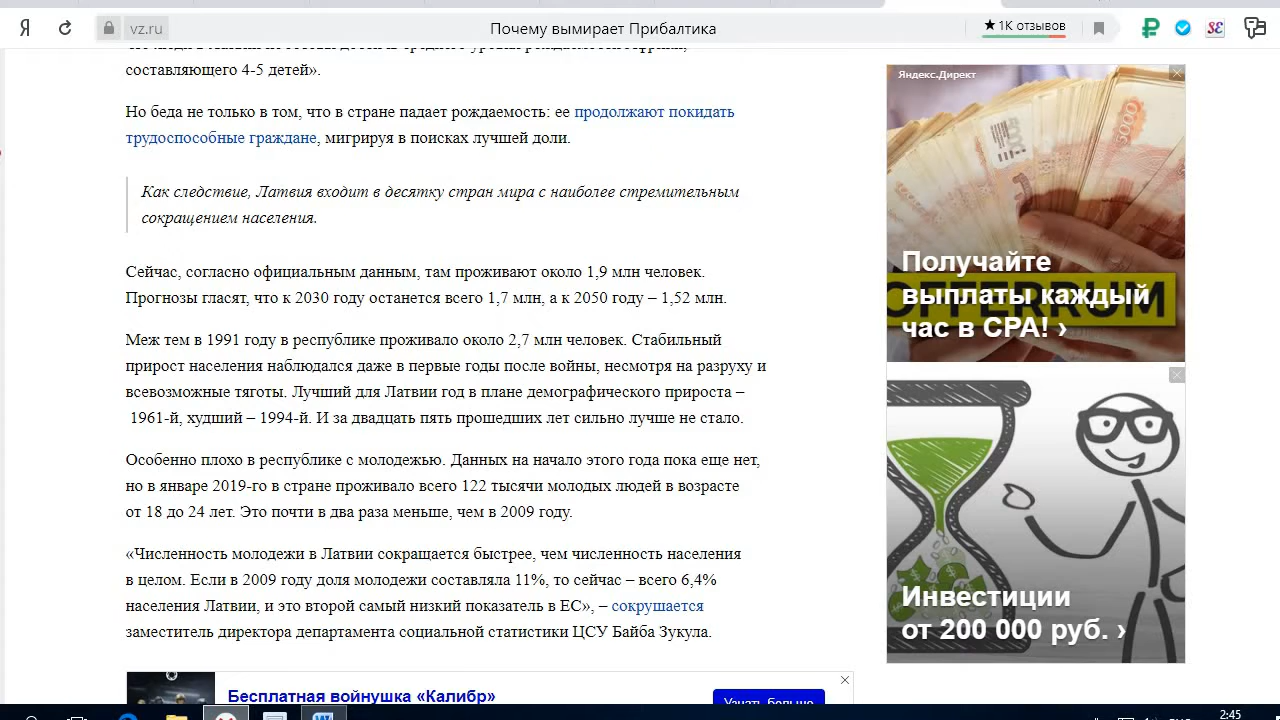 Я
vz.ru
Почему вымирает Прибалтика
★ 1К отзывов
составляющего 4-5 детей».
Но беда не только в том, что в стране падает рождаемость: ее продолжают покидать
трудоспособные граждане, мигрируя в поисках лучшей доли.
Как следствие, Латвия входит в десятку стран мира с наиболее стремительным
сокращением населения.
Сейчас, согласно официальным данным, там проживают около 1,9 млн человек.
Прогнозы гласят, что к 2030 году останется всего 1,7 млн, а к 2050 году – 1,52 млн.
Меж тем в 1991 году в республике проживало около 2,7 млн человек. Стабильный
прирост населения наблюдался даже в первые годы после войны, несмотря на разруху и
всевозможные тяготы. Лучший для Латвии год в плане демографического прироста –
1961-й, худший – 1994-й. И за двадцать пять прошедших лет сильно лучше не стало.
Особенно плохо в республике с молодежью. Данных на начало этого года пока еще нет,
но в январе 2019-го в стране проживало всего 122 тысячи молодых людей в возрасте
от 18 до 24 лет. Это почти в два раза меньше, чем в 2009 году.
«Численность молодежи в Латвии сокращается быстрее, чем численность населения
в целом. Если в 2009 году доля молодежи составляла 11%, то сейчас – всего 6,4%
населения Латвии, и это второй самый низкий показатель в ЕС», – сокрушается
заместитель директора департамента социальной статистики ЦСУ Байба Зукула.
Бесплатная войнушка «Калибр»
Узнать больше
Яндекс.Директ
5000
OFFERRUM
Получайте
выплаты каждый
час в CPA! ›
Инвестиции
от 200 000 руб. ›
2:45